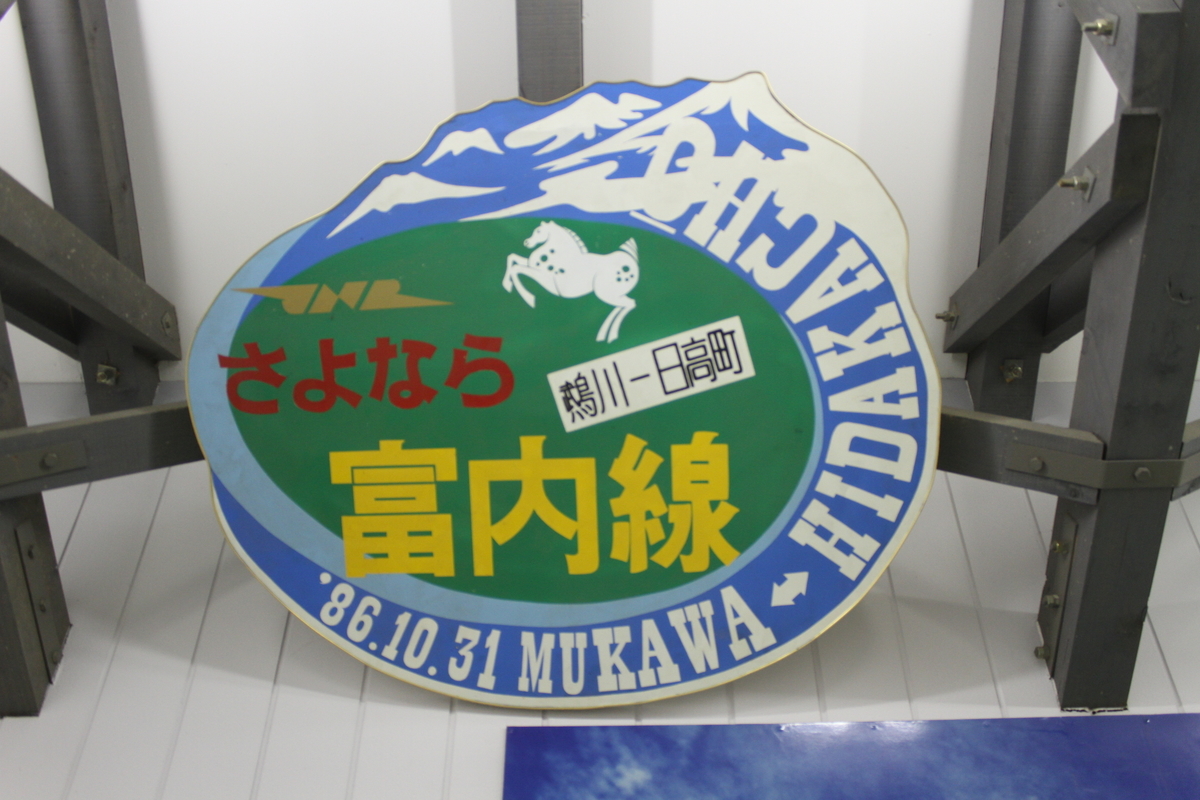 JNR
さよなら
鵡川ー日高町
富内線
'86.10.31 MUKAWA ↔ HIDAKACHO